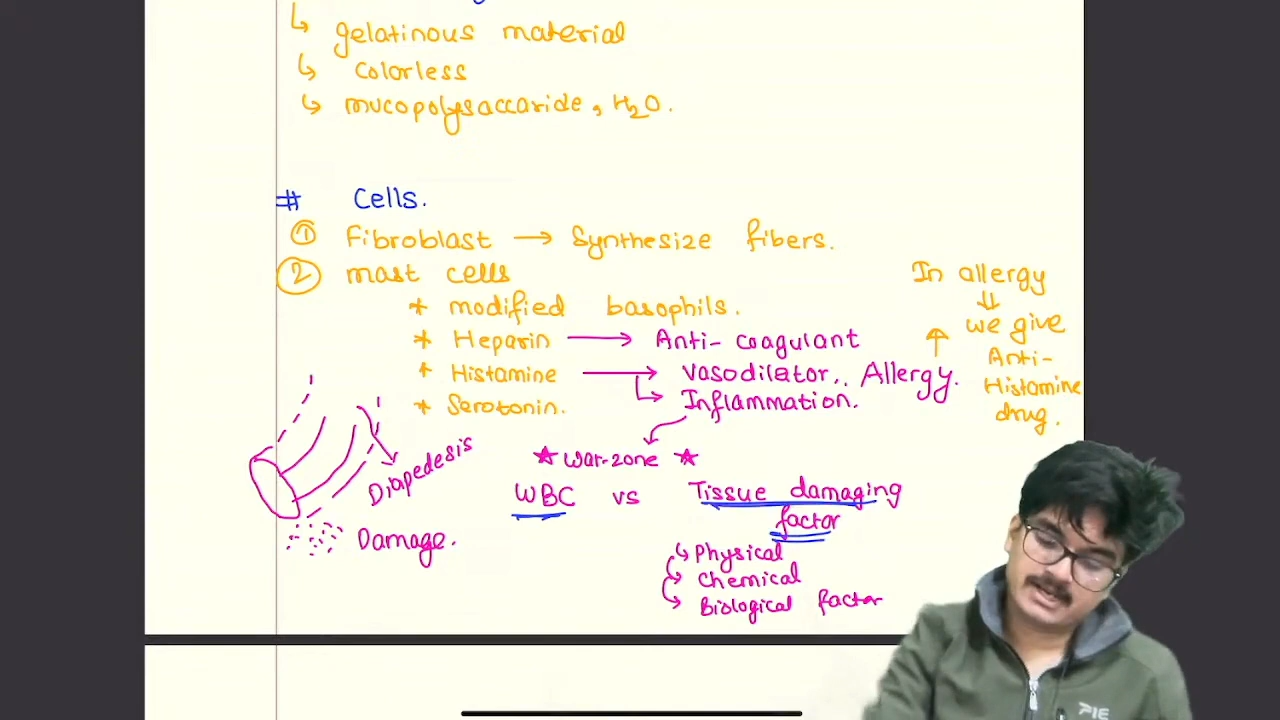 ↳ gelatinous material
↳ colorless
↳ mucopolysaccaride, H₂O.
# Cells.
① Fibroblast → Synthesize fibers.
② mast cells
* modified basophils.
* Heparin → Anti-coagulant
* Histamine → vasodilator,. Allergy.
↳ Inflammation.
* Serotonin.
In allergy
⇓
↑ we give
Anti-
Histamine
drug.
★ War-zone ★
WBC vs Tissue damaging
factor
↳ Physical
↳ Chemical
↳ Biological factor
Diapedesis
Damage.
PIE